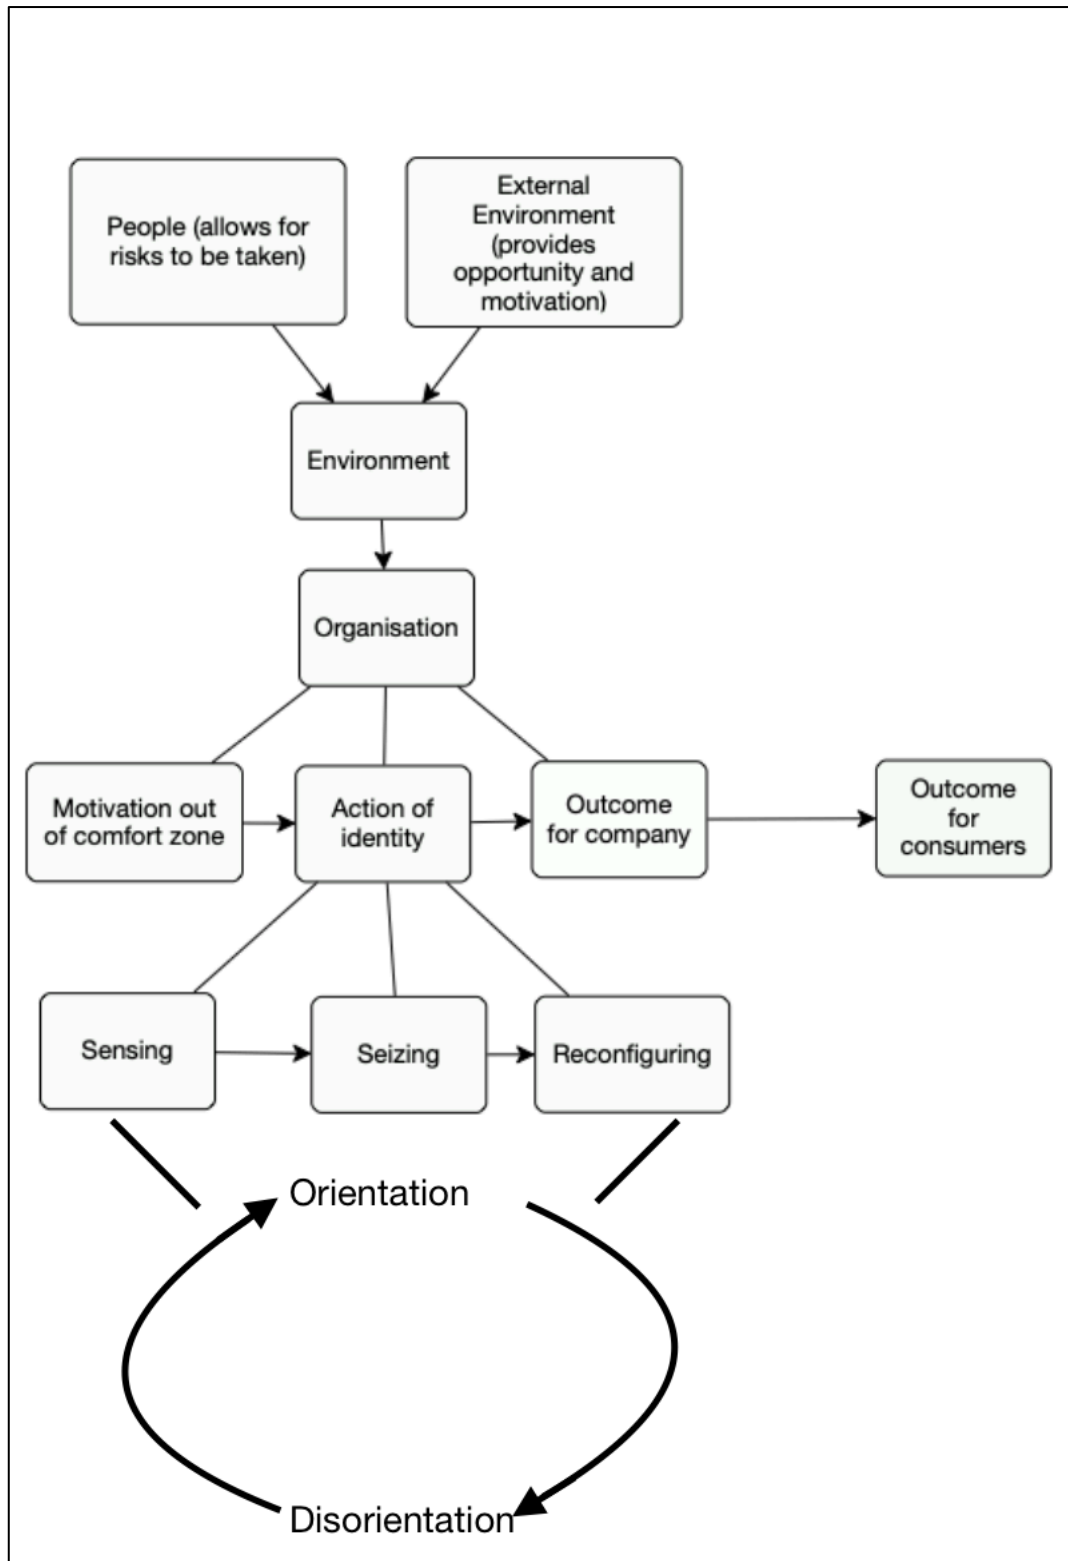 People (allows for
risks to be taken)
External
Environment
(provides
opportunity and
motivation)
Environment
Organisation
Motivation out
of comfort zone
Action of
identity
Outcome
for company
Outcome
for
consumers
Sensing
Seizing
Reconfiguring
Orientation
Disorientation